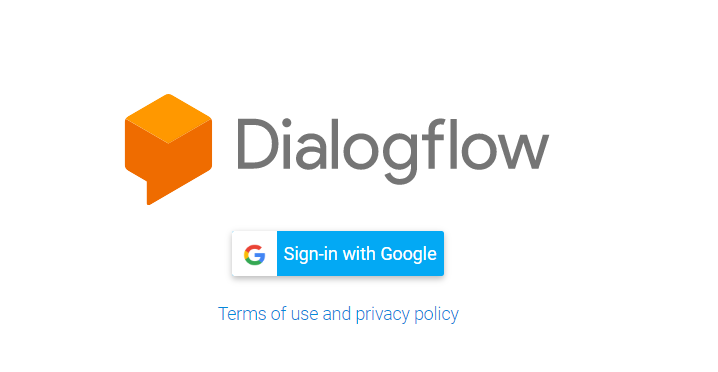 Dialogflow
Sign-in with Google
Terms of use and privacy policy